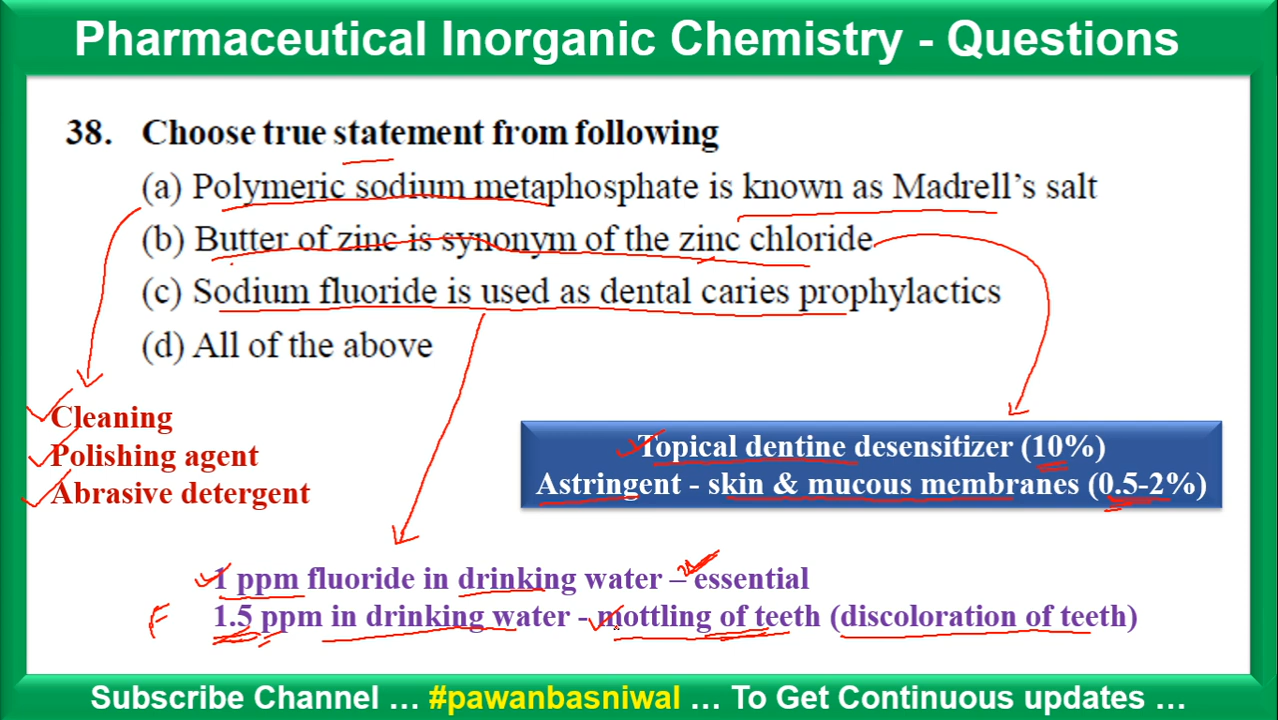 Pharmaceutical Inorganic Chemistry - Questions
38. Choose true statement from following
(a) Polymeric sodium metaphosphate is known as Madrell's salt
(b) Butter of zinc is synonym of the zinc chloride
(c) Sodium fluoride is used as dental caries prophylactics
(d) All of the above
Cleaning
Polishing agent
Abrasive detergent
Topical dentine desensitizer (10%)
Astringent - skin & mucous membranes (0.5-2%)
1 ppm fluoride in drinking water – essential
F 1.5 ppm in drinking water - mottling of teeth (discoloration of teeth)
Subscribe Channel ... #pawanbasniwal ... To Get Continuous updates ...